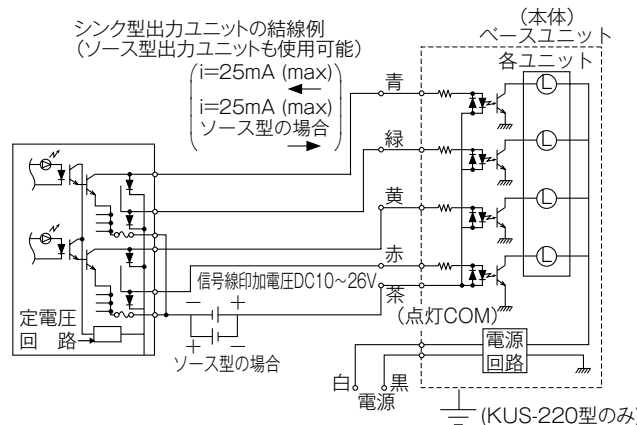 シンク型出力ユニットの結線例
(ソース型出力ユニットも使用可能)
i=25mA (max)
i=25mA (max)
ソース型の場合
(本体)
ベースユニット
各ユニット
青
L
緑
L
黄
L
赤
L
信号線印加電圧DC10~26V
茶
(点灯COM)
定電圧
回 路
- +
+ -
ソース型の場合
電源
回路
白 黒
電源
(KUS-220型のみ)